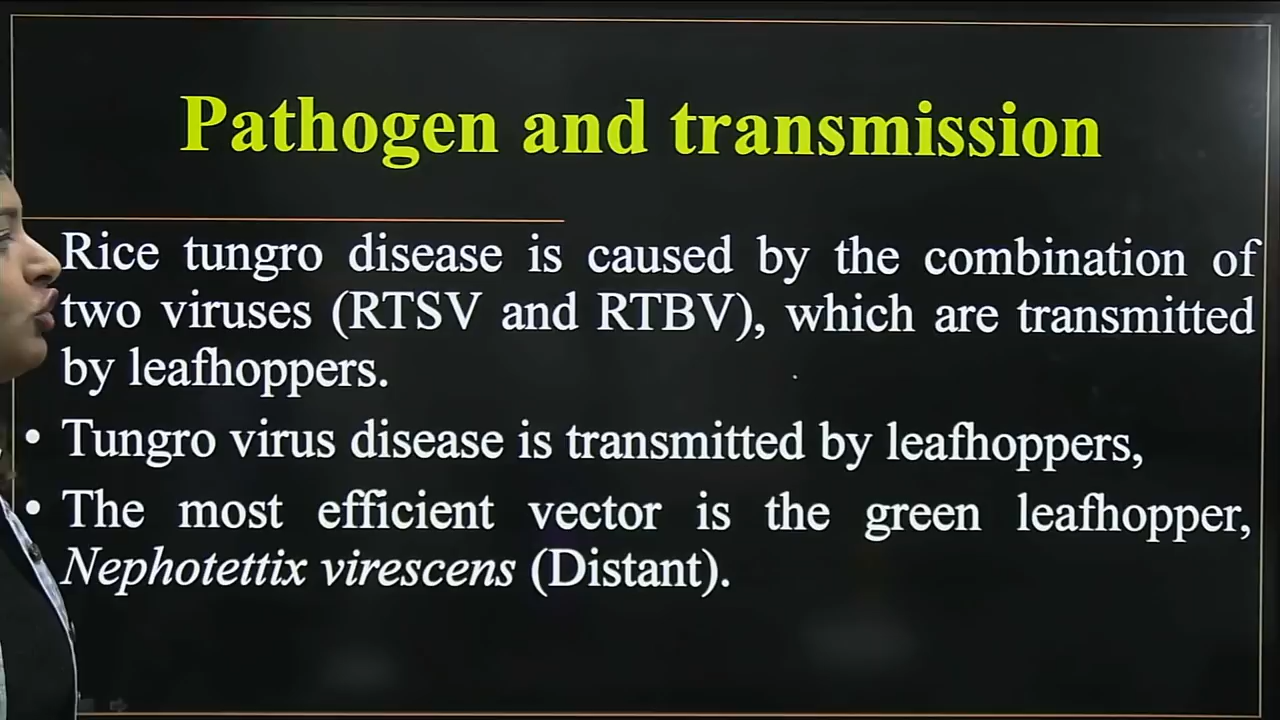 Pathogen and transmission
Rice tungro disease is caused by the combination of
two viruses (RTSV and RTBV), which are transmitted
by leafhoppers.
• Tungro virus disease is transmitted by leafhoppers,
• The most efficient vector is the green leafhopper,
Nephotettix virescens (Distant).